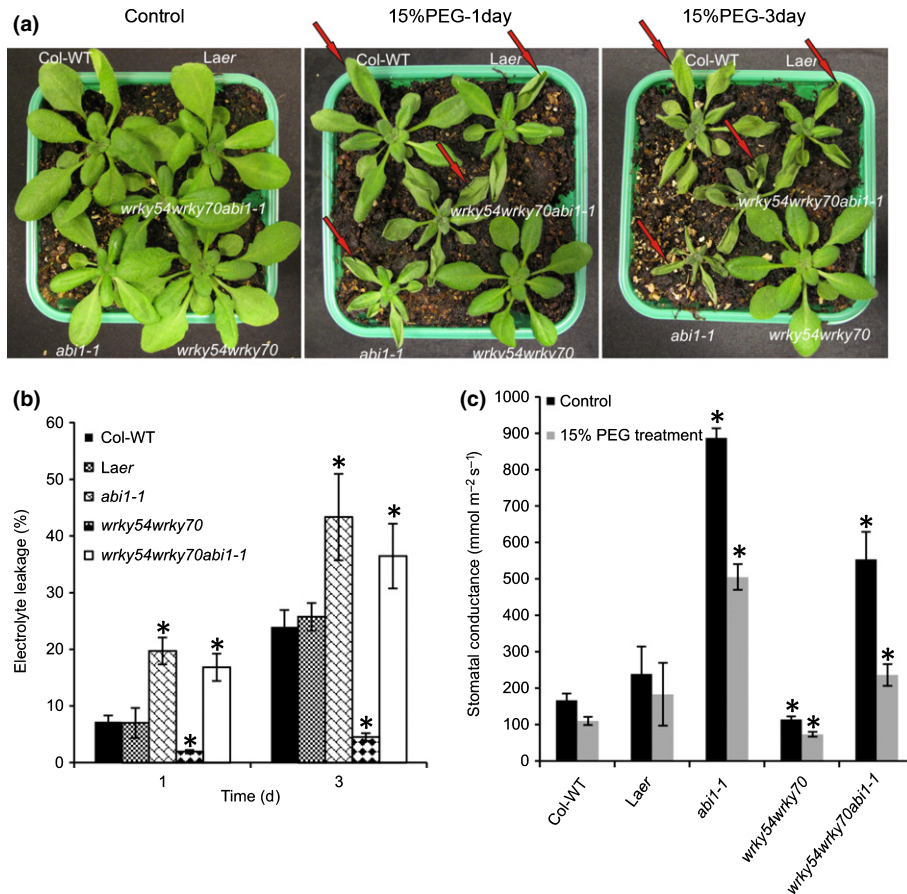 (a)
Control
15%PEG-1day
15%PEG-3day
Col-WT
Laer
wrky54wrky70abi1-1
abi1-1
wrky54wrky70
Col-WT
Laer
wrky54wrky70abi1-1
abi1-1
wrky54wrky70
Col-WT
Laer
wrky54wrky70abi1-1
abi1-1
wrky54wrky70
(b)
Electrolyte leakage (%)
60
50
40
30
20
10
0
Col-WT
Laer
abi1-1
wrky54wrky70
wrky54wrky70abi1-1
* * *
* * *
1
3
Time (d)
(c)
Stomatal conductance (mmol m⁻² s⁻¹)
1000
900
800
700
600
500
400
300
200
100
0
Control
15% PEG treatment
* *
* *
* *
Col-WT
Laer
abi1-1
wrky54wrky70
wrky54wrky70abi1-1